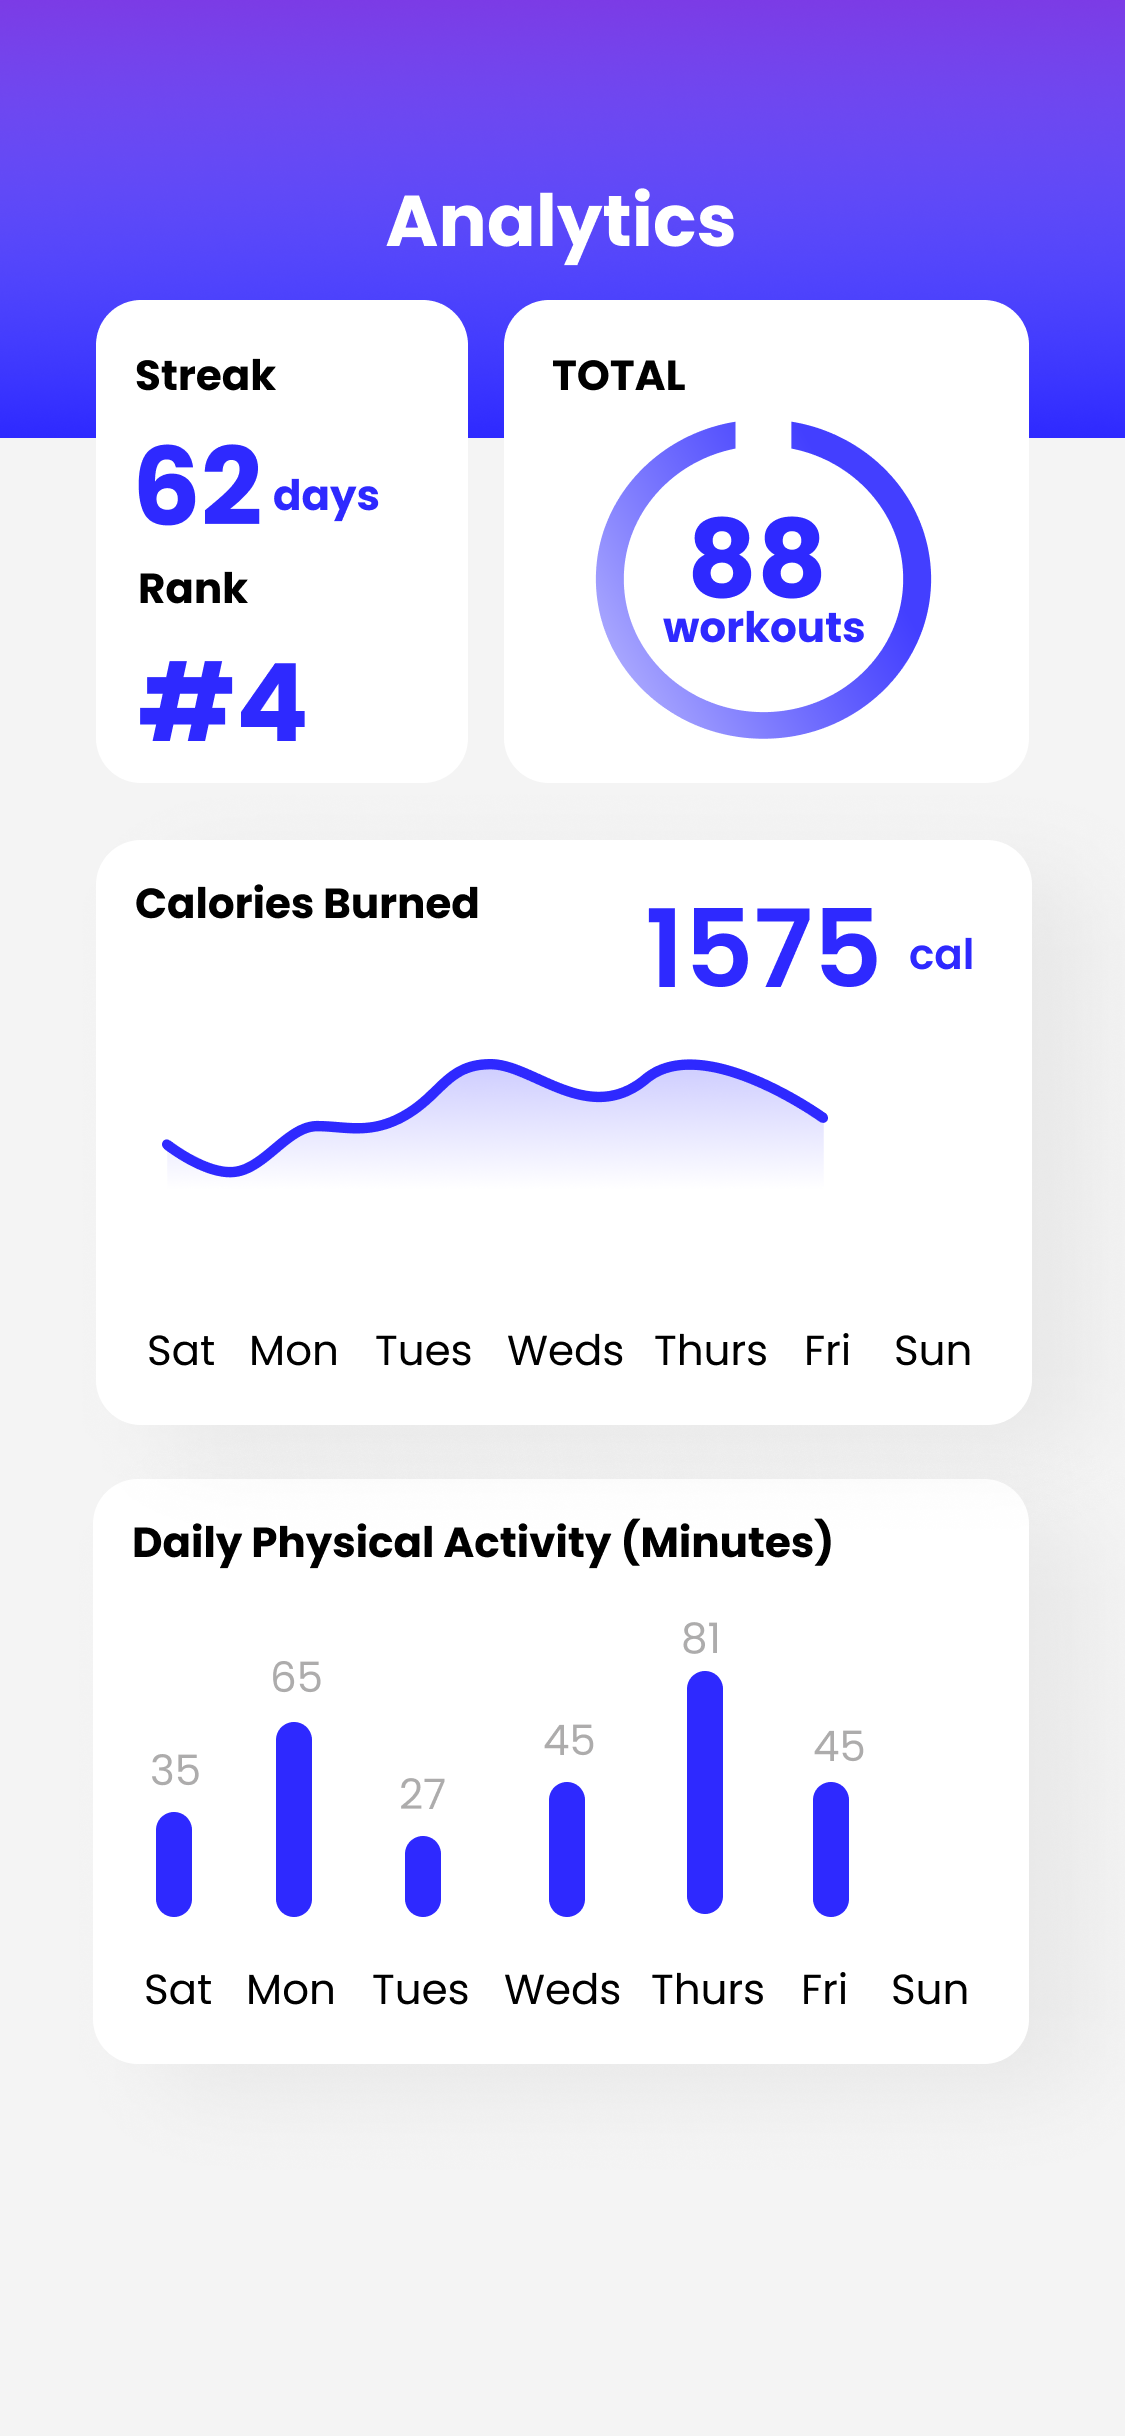 Analytics
Streak
62 days
Rank
#4
TOTAL
88
workouts
Calories Burned
1575 cal
Sat Mon Tues Weds Thurs Fri Sun
Daily Physical Activity (Minutes)
35 65 27 45 81 45
Sat Mon Tues Weds Thurs Fri Sun